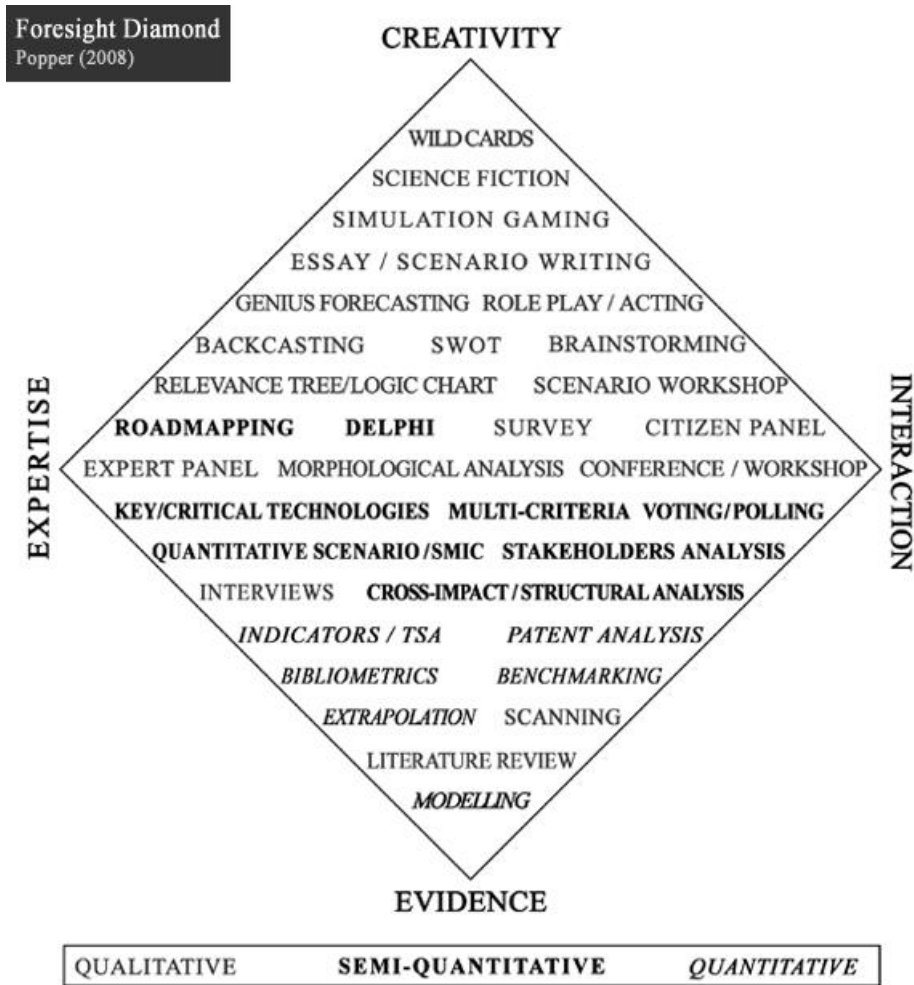 Foresight Diamond
Popper (2008)
CREATIVITY
WILD CARDS
SCIENCE FICTION
SIMULATION GAMING
ESSAY / SCENARIO WRITING
GENIUS FORECASTING ROLE PLAY / ACTING
BACKCASTING SWOT BRAINSTORMING
RELEVANCE TREE/LOGIC CHART SCENARIO WORKSHOP
ROADMAPPING DELPHI SURVEY CITIZEN PANEL
EXPERT PANEL MORPHOLOGICAL ANALYSIS CONFERENCE / WORKSHOP
KEY/CRITICAL TECHNOLOGIES MULTI-CRITERIA VOTING/POLLING
QUANTITATIVE SCENARIO/SMIC STAKEHOLDERS ANALYSIS
INTERVIEWS CROSS-IMPACT/STRUCTURAL ANALYSIS
INDICATORS / TSA PATENT ANALYSIS
BIBLIOMETRICS BENCHMARKING
EXTRAPOLATION SCANNING
LITERATURE REVIEW
MODELLING
EXPERTISE
INTERACTION
EVIDENCE
QUALITATIVE SEMI-QUANTITATIVE QUANTITATIVE